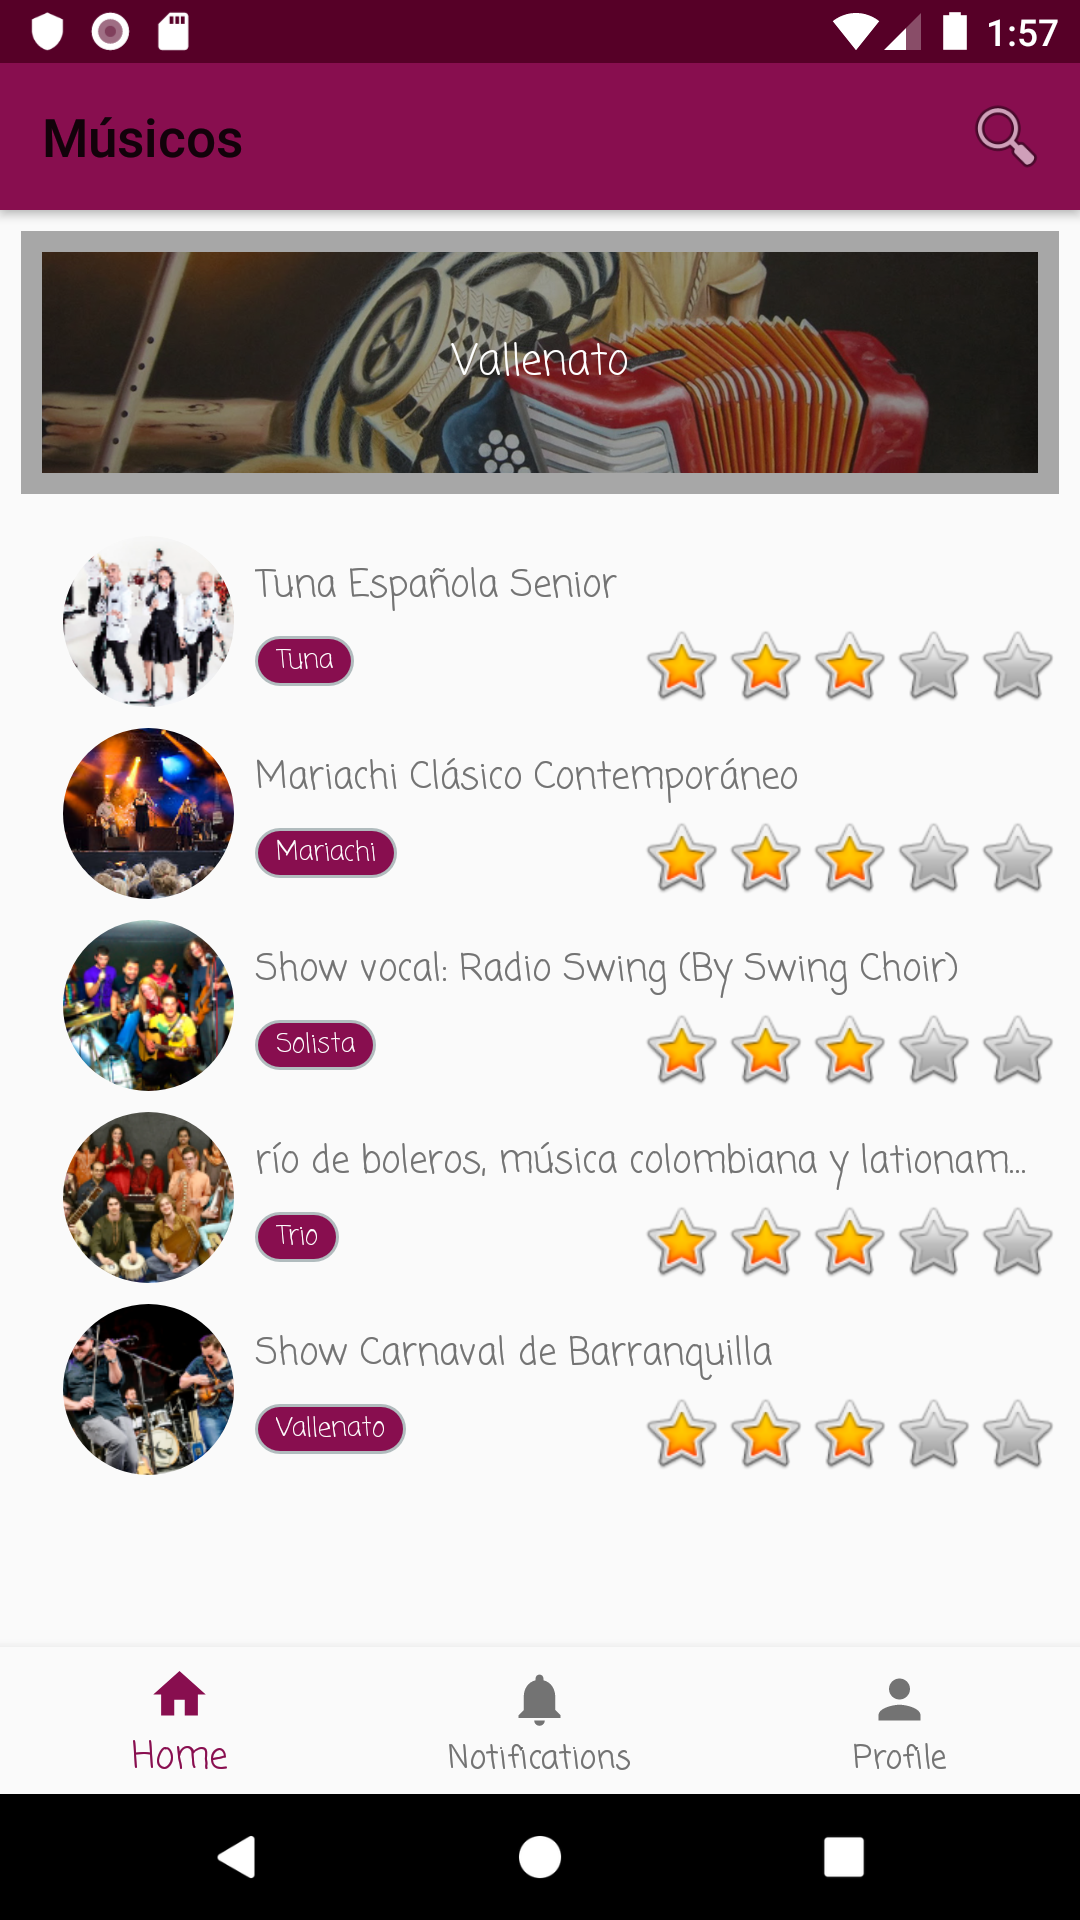 1:57
Músicos
Vallenato
Tuna Española Senior
Tuna
Mariachi Clásico Contemporáneo
Mariachi
Show vocal: Radio Swing (By Swing Choir)
Solista
río de boleros, música colombiana y lationam...
Trio
Show Carnaval de Barranquilla
Vallenato
Home
Notifications
Profile